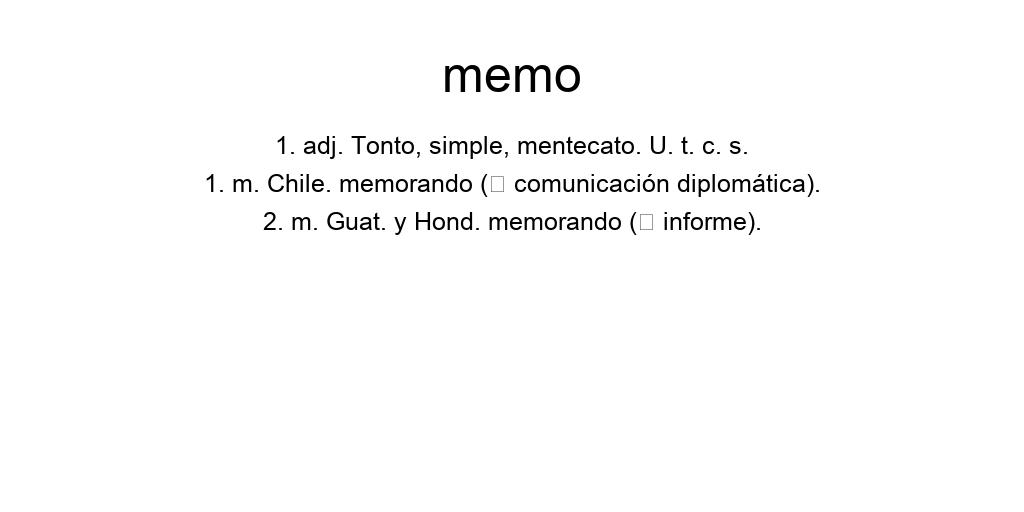 memo
1. adj. Tonto, simple, mentecato. U. t. c. s.
1. m. Chile. memorando (▯ comunicación diplomática).
2. m. Guat. y Hond. memorando (▯ informe).